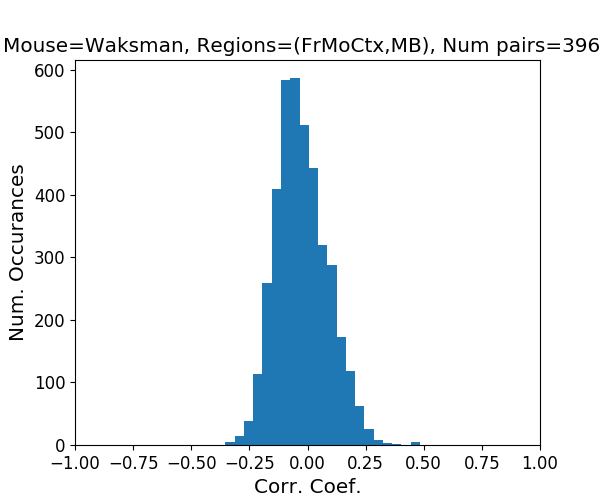 Mouse=Waksman, Regions=(FrMoCtx,MB), Num pairs=396
600
500
400
300
200
100
0
Num. Occurances
−1.00 −0.75 −0.50 −0.25 0.00 0.25 0.50 0.75 1.00
Corr. Coef.